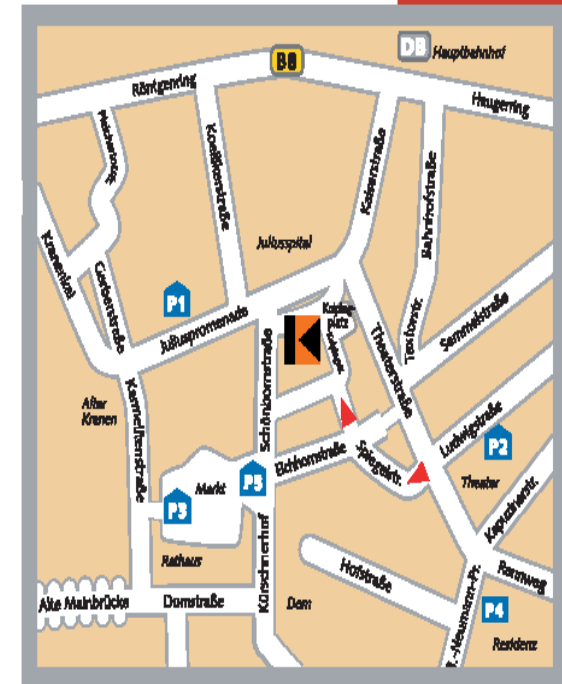 DB
Hauptbahnhof
B8
Röntgenring
Haugerring
Koellikerstraße
Kaiserstraße
Bahnhofstraße
Juliusspital
Kranenkai
Gerberstraße
P1
Juliuspromenade
Textorstr.
Semmelstraße
Theaterstraße
Schönbornstraße
Alter
Kranen
Karmelitenstraße
Ludwigstraße
P2
Eichhornstraße
Spiegelstr.
Markt
P5
P3
Theater
Kapuzinerstr.
Rathaus
Kürschnerhof
Hofstraße
Rennweg
Alte Mainbrücke
Domstraße
Dom
P4
Residenz